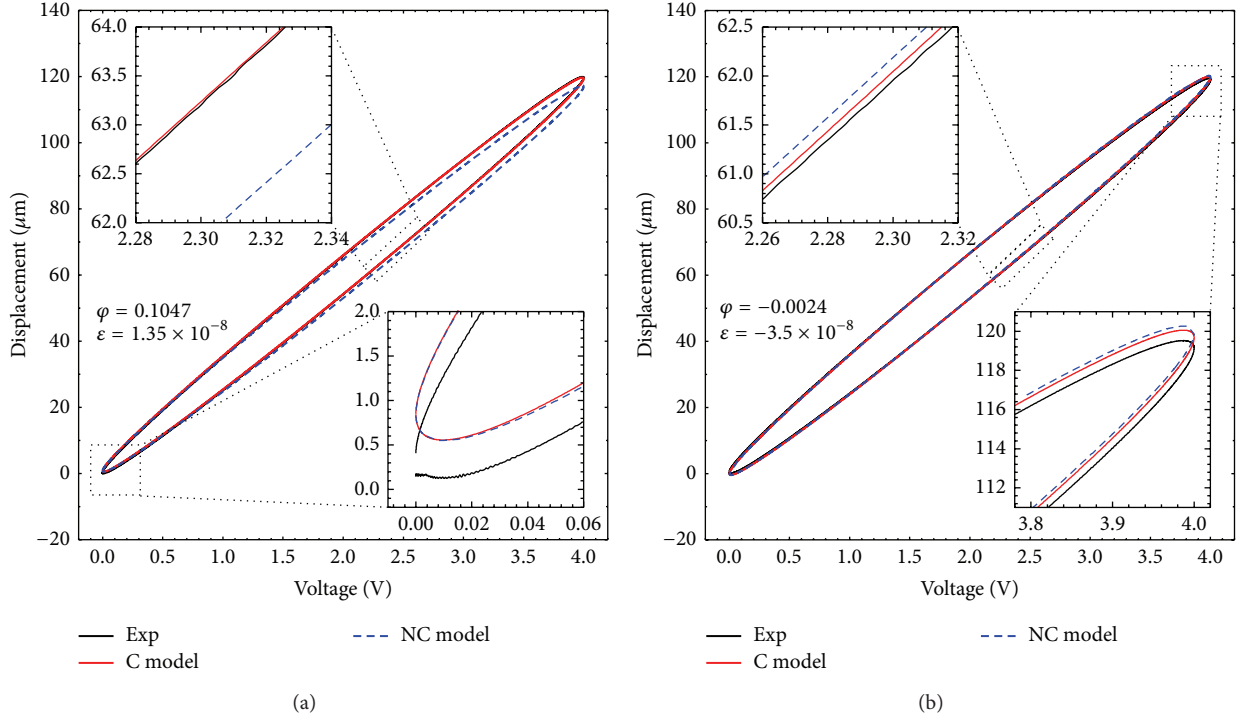 140
120
100
80
60
40
20
0
−20
Displacement (μm)
0.0 0.5 1.0 1.5 2.0 2.5 3.0 3.5 4.0
Voltage (V)
64.0
63.5
63.0
62.5
62.0
2.28 2.30 2.32 2.34
φ = 0.1047
ε = 1.35 × 10−8
2.0
1.5
1.0
0.5
0.0
0.00 0.02 0.04 0.06
Exp
C model
NC model
(a)
140
120
100
80
60
40
20
0
−20
Displacement (μm)
0.0 0.5 1.0 1.5 2.0 2.5 3.0 3.5 4.0
Voltage (V)
62.5
62.0
61.5
61.0
60.5
2.26 2.28 2.30 2.32
φ = −0.0024
ε = −3.5 × 10−8
120
118
116
114
112
3.8 3.9 4.0
Exp
C model
NC model
(b)